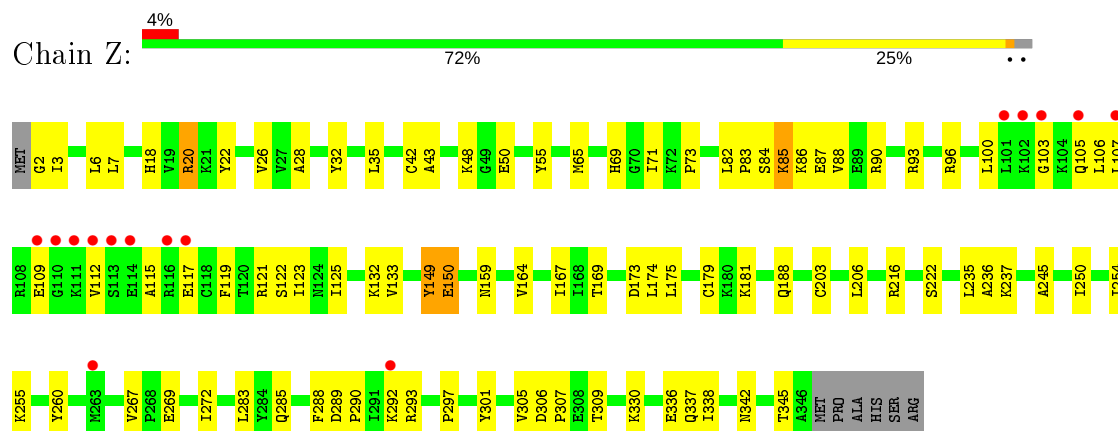 4%
Chain Z:
72%
25%
MET G2 I3 L6 L7 H18 V19 R20 K21 Y22 V26 V27 A28 Y32 L35 C42 A43 K48 G49 E50 Y55 M65 H69 G70 I71 K72 P73 L82 P83 S84 K85 K86 E87 V88 E89 R90 R93 R96 L100 L101 K102 G103 K104 Q105 L106 L107
R108 E109 G110 K111 V112 S113 E114 A115 R116 E117 C118 F119 T120 R121 S122 I123 N124 I125 K132 V133 Y149 E150 N159 V164 I167 I168 T169 D173 L174 L175 C179 K180 K181 Q188 C203 L206 R216 S222 L235 A236 K237 A245 I250 I254
K255 Y260 M263 V267 P268 E269 I272 L283 Y284 Q285 F288 D289 P290 I291 K292 R293 P297 Y301 V305 D306 P307 E308 T309 K330 E336 Q337 I338 N342 T345 A346 MET PRO ALA HIS SER ARG